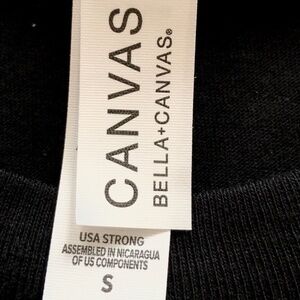 CANVAS
BELLA+CANVAS®
USA STRONG
ASSEMBLED IN NICARAGUA
OF US COMPONENTS
S